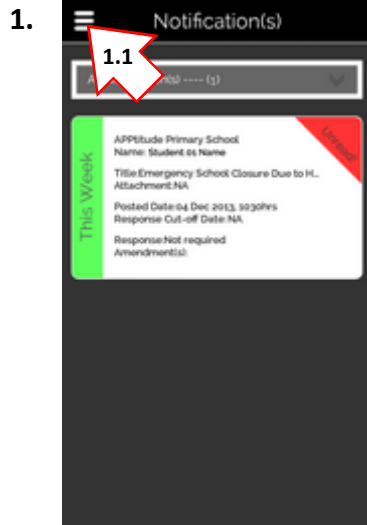 1.
Notification(s)
1.1
---- (1)
This Week
APPtitude Primary School
Name: Student 01 Name
Title:Emergency School Closure Due to H...
Attachment:NA
Posted Date:04 Dec 2013, 1030hrs
Response Cut-off Date:NA
Response:Not required
Amendment(s):
Unread!